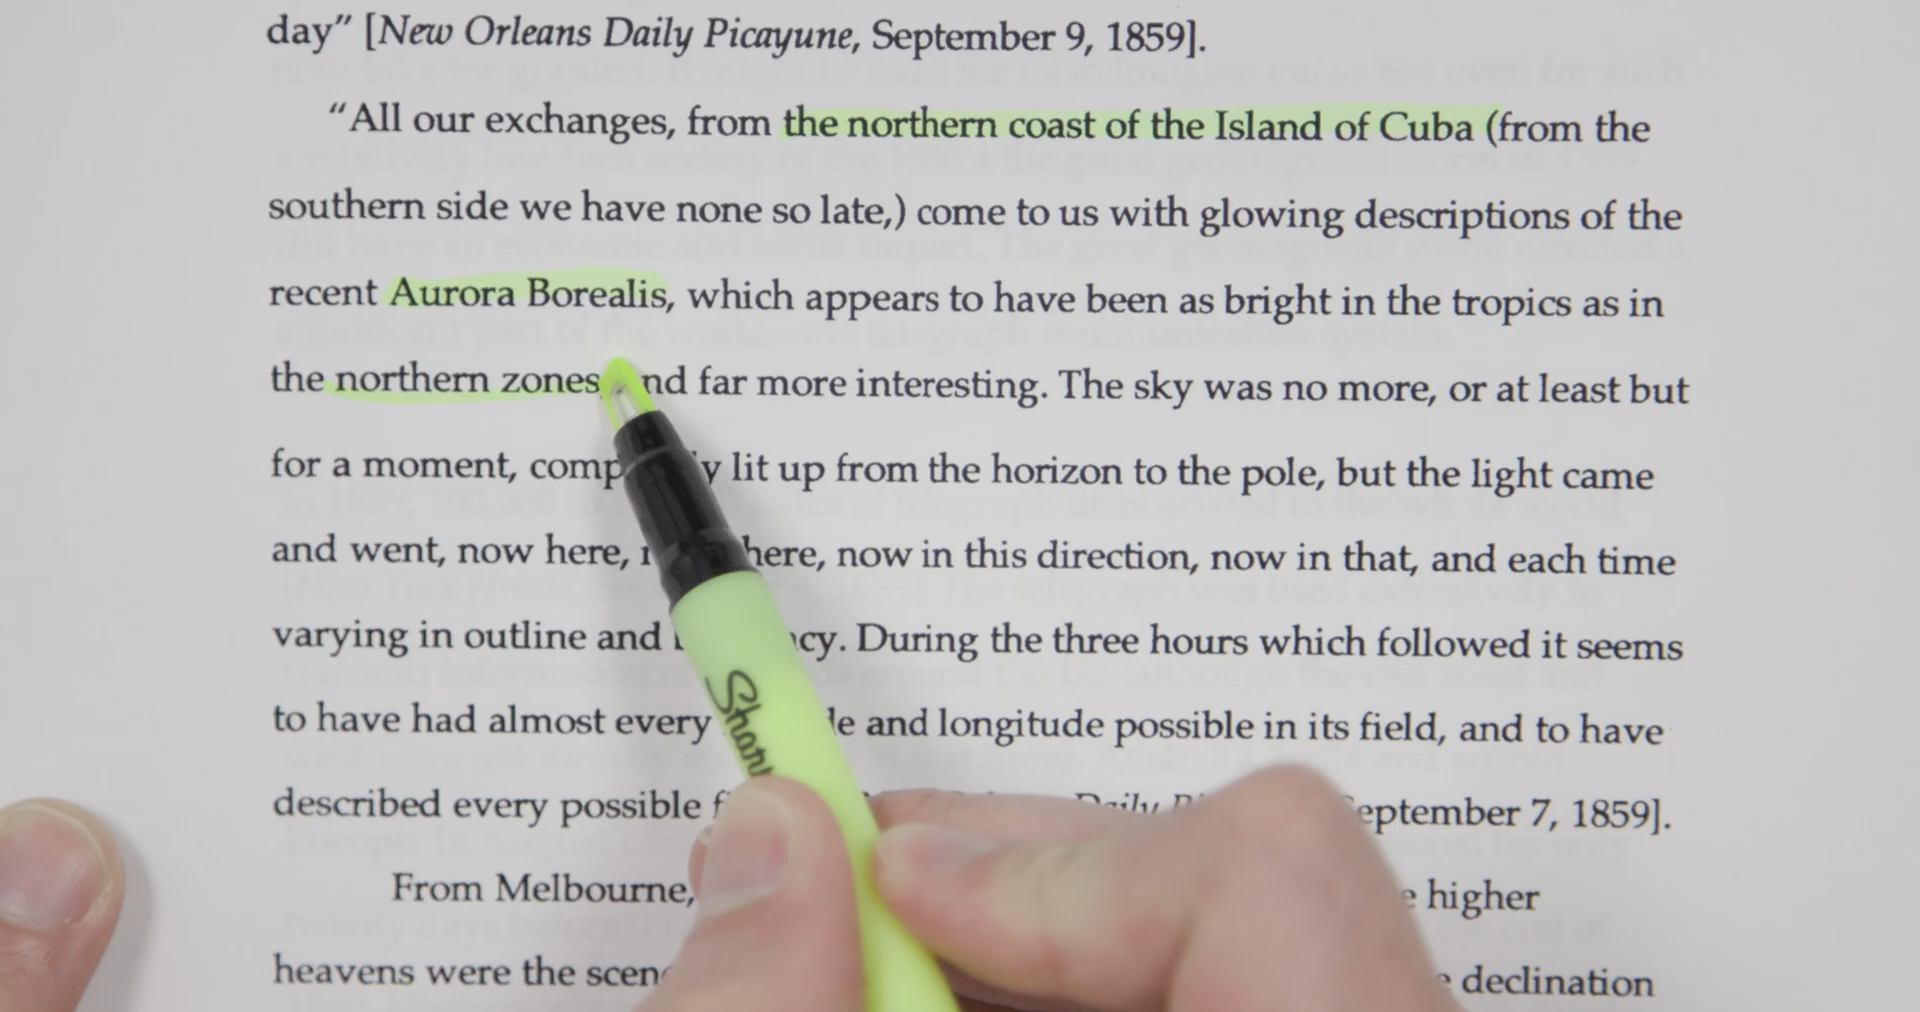 day” [New Orleans Daily Picayune, September 9, 1859].
“All our exchanges, from the northern coast of the Island of Cuba (from the
southern side we have none so late,) come to us with glowing descriptions of the
recent Aurora Borealis, which appears to have been as bright in the tropics as in
the northern zones, and far more interesting. The sky was no more, or at least but
for a moment, lit up from the horizon to the pole, but the light came
and went, now here, now in this direction, now in that, and each time
varying in outline and During the three hours which followed it seems
to have had almost every and longitude possible in its field, and to have
described every possible Daily September 7, 1859].
From Melbourne, higher
heavens were the declination
Sharp